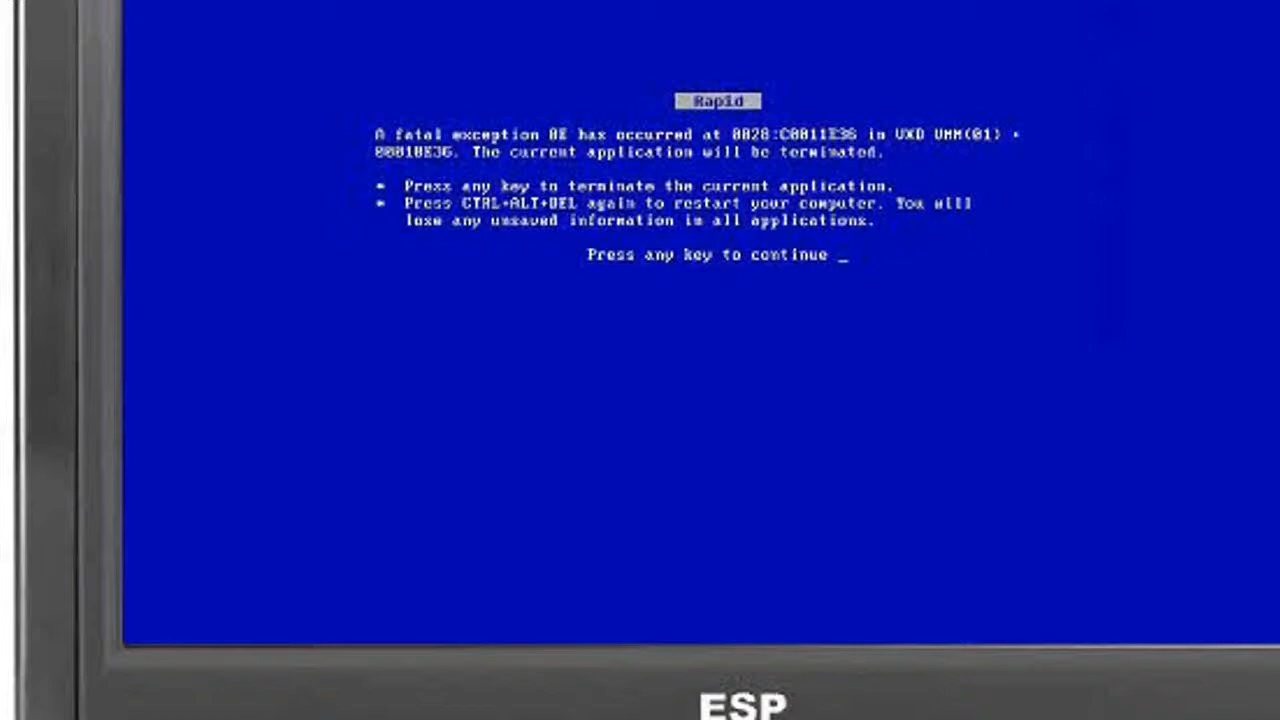 Rapid
A fatal exception 0E has occurred at 0028:C0011E36 in VXD VMM(01) +
00010E36. The current application will be terminated.
* Press any key to terminate the current application.
* Press CTRL+ALT+DEL again to restart your computer. You will
lose any unsaved information in all applications.
Press any key to continue _
ESP